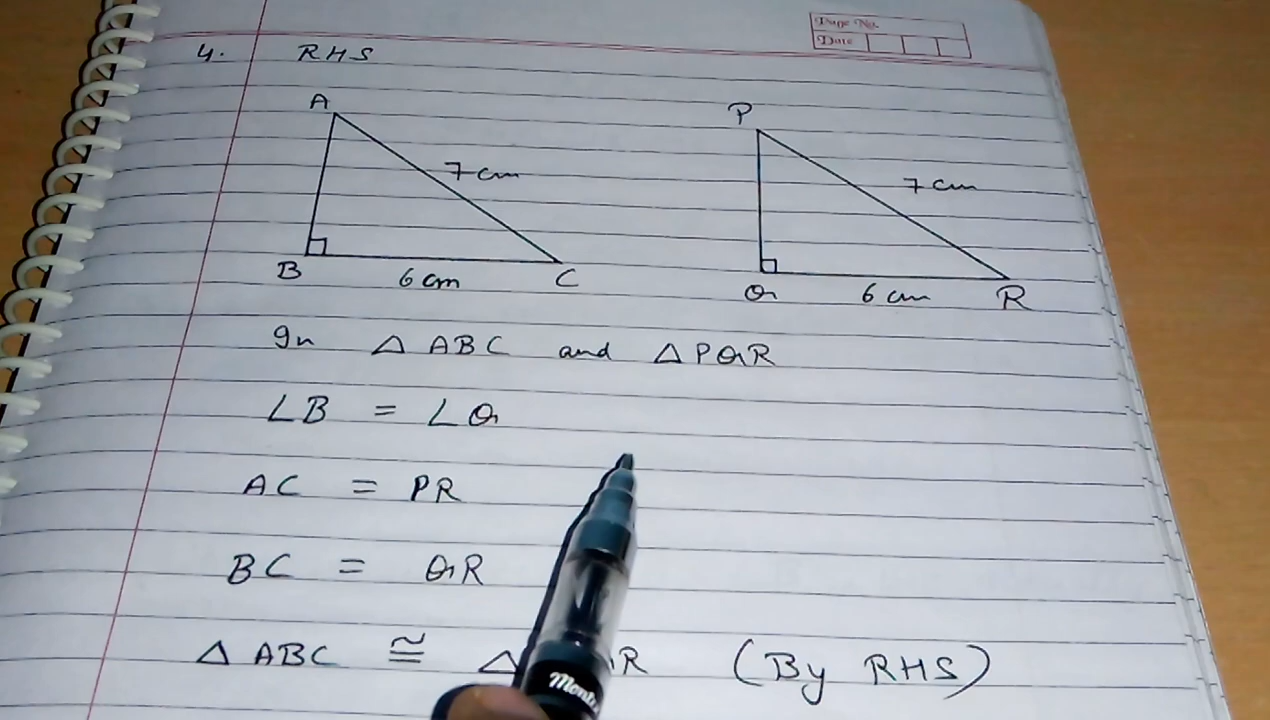 Page No.
Date
4. RHS
A
P
7 cm
7 cm
B 6 cm C
Q 6 cm R
In △ ABC and △ PQR
∠B = ∠Q
AC = PR
BC = QR
△ ABC ≅ △ R (By RHS)